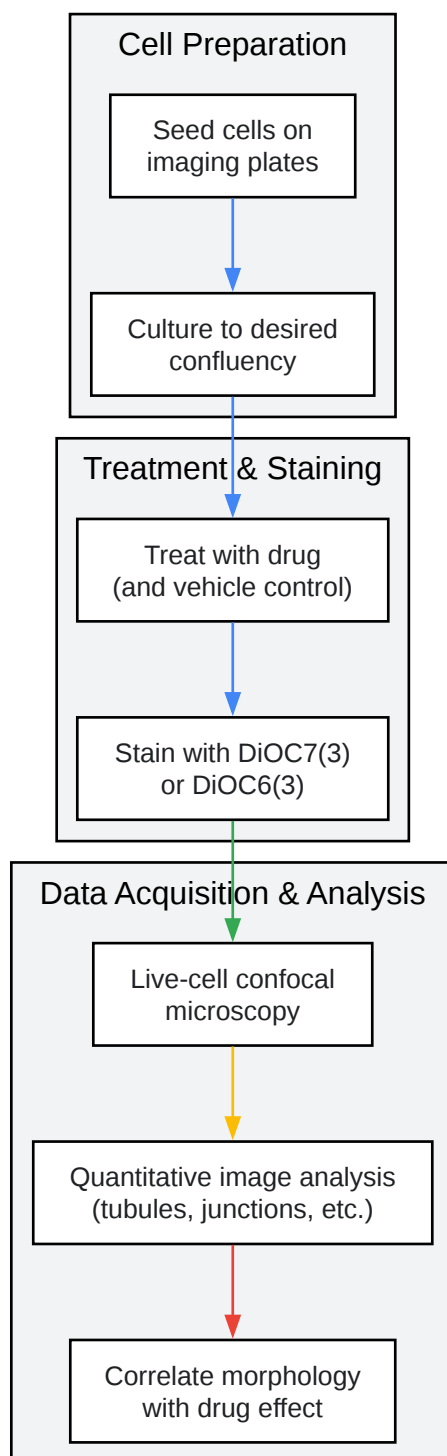 Cell Preparation
Seed cells on
imaging plates
Culture to desired
confluency
Treatment & Staining
Treat with drug
(and vehicle control)
Stain with DiOC7(3)
or DiOC6(3)
Data Acquisition & Analysis
Live-cell confocal
microscopy
Quantitative image analysis
(tubules, junctions, etc.)
Correlate morphology
with drug effect